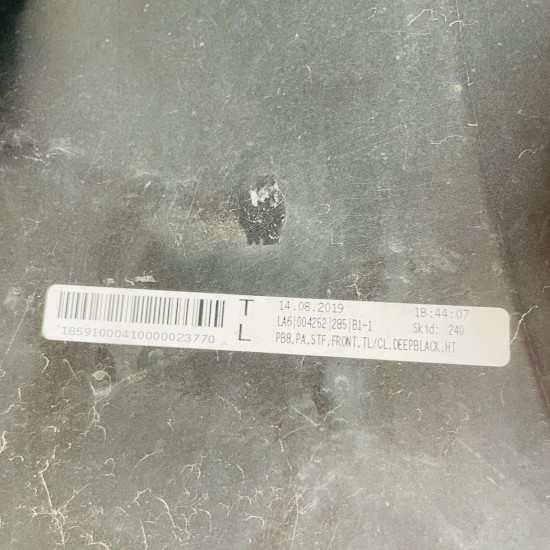 14.08.2019 18:44:07
LA6|004252|285|B1-I Skid: 240
PB8,PA,STF,FRONT,TL/CL,DEEPBLACK,HT
18591000410000023770
T
L